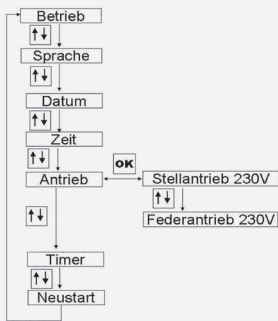 Betrieb
Sprache
Datum
Zeit
OK
Antrieb
Stellantrieb 230V
Federantrieb 230V
Timer
Neustart